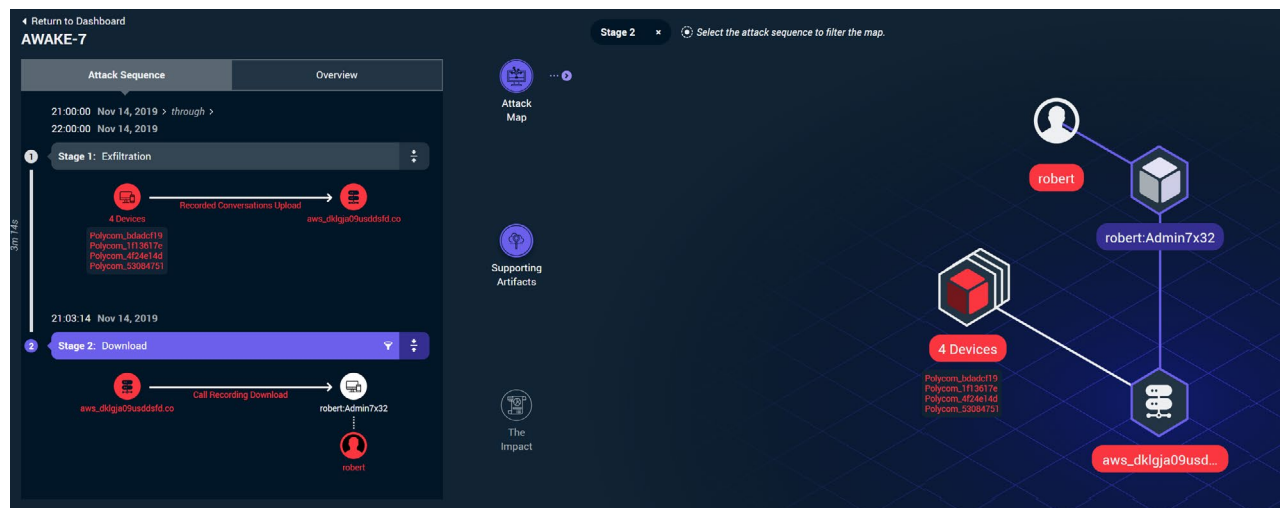 Return to Dashboard
AWAKE-7
Attack Sequence
Overview
21:00:00 Nov 14, 2019 > through >
22:00:00 Nov 14, 2019
1
Stage 1: Exfiltration
Recorded Conversations Upload
4 Devices
aws_dklgja09usddsfd.co
Polycom_bdadcf19
Polycom_1f13617e
Polycom_4f24e14d
Polycom_53084751
3m 14s
21:03:14 Nov 14, 2019
2
Stage 2: Download
Call Recording Download
aws_dklgja09usddsfd.co
robert:Admin7x32
robert
Stage 2 ×
Select the attack sequence to filter the map.
Attack
Map
Supporting
Artifacts
The
Impact
robert
robert:Admin7x32
4 Devices
Polycom_bdadcf19
Polycom_1f13617e
Polycom_4f24e14d
Polycom_53084751
aws_dklgja09usd...